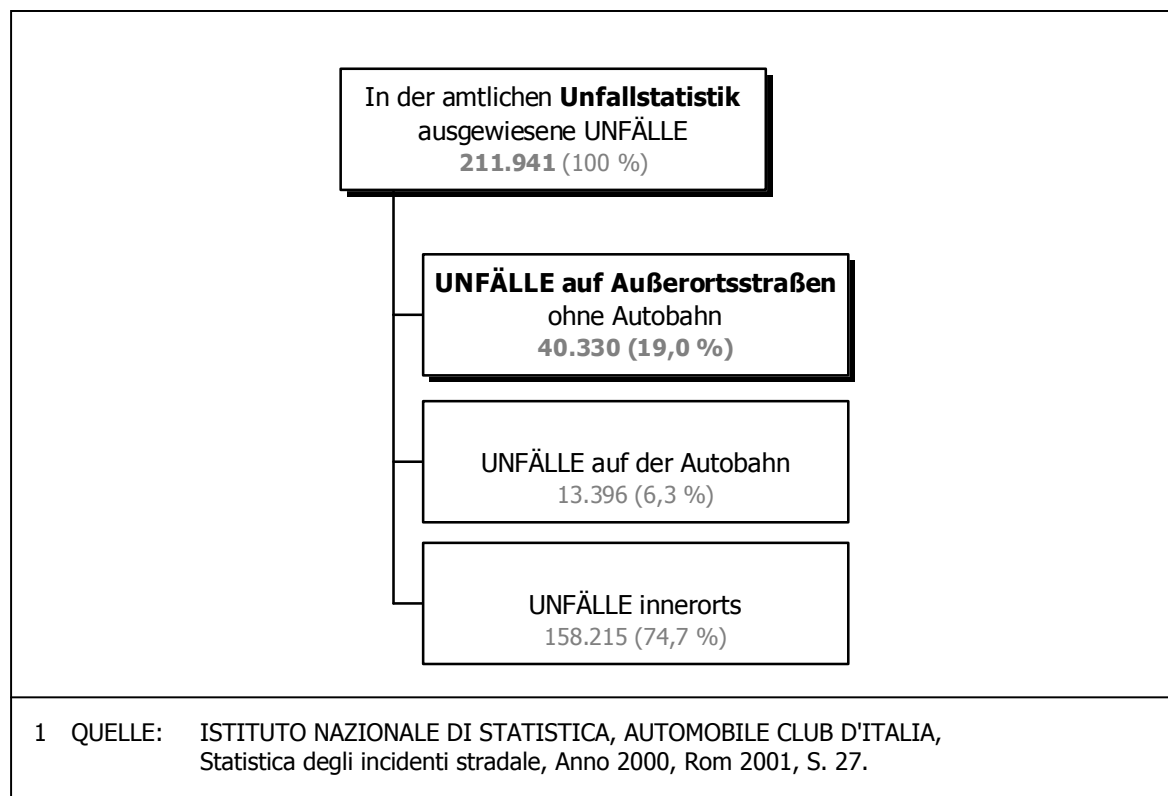 In der amtlichen Unfallstatistik
ausgewiesene UNFÄLLE
211.941 (100 %)
UNFÄLLE auf Außerortsstraßen
ohne Autobahn
40.330 (19,0 %)
UNFÄLLE auf der Autobahn
13.396 (6,3 %)
UNFÄLLE innerorts
158.215 (74,7 %)
1 QUELLE: ISTITUTO NAZIONALE DI STATISTICA, AUTOMOBILE CLUB D'ITALIA,
Statistica degli incidenti stradale, Anno 2000, Rom 2001, S. 27.